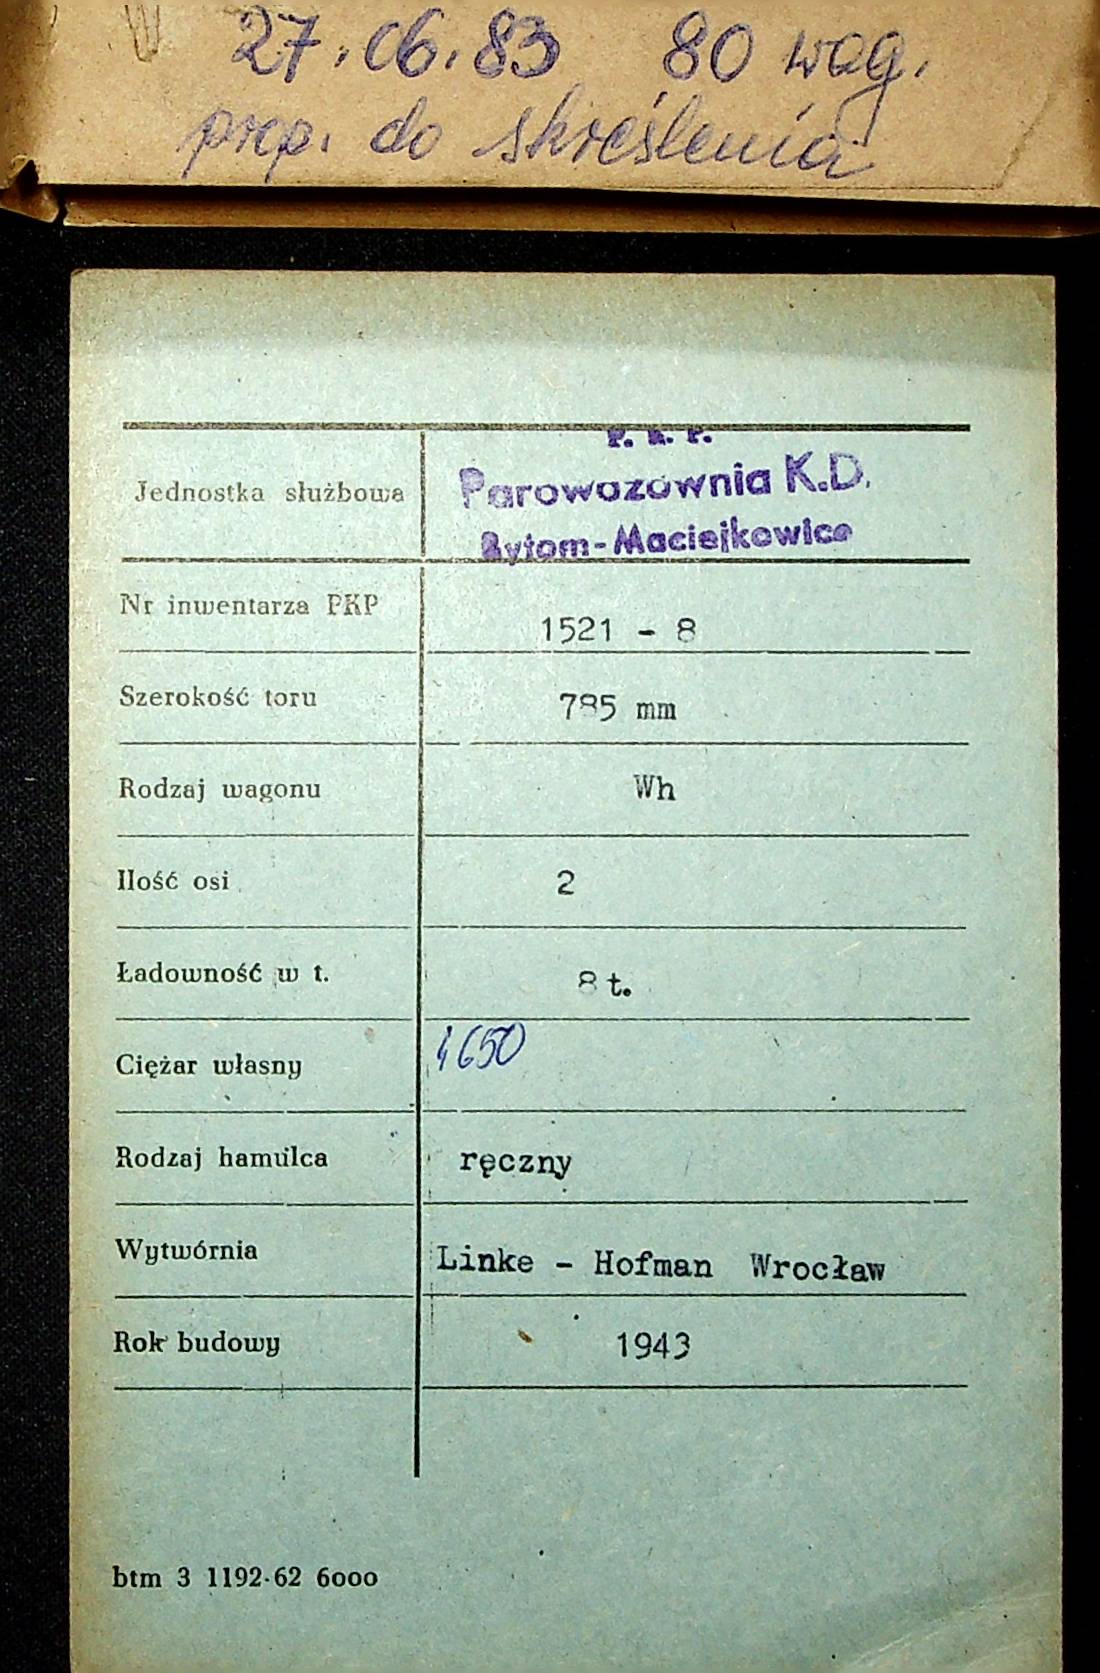 27.06.83 80 wag.
prop. do skreślenia
Jednostka służbowa
P. K. P.
Parowozownia K.D.
Bytom-Maciejkowice
Nr inwentarza PKP 1521 - 8
Szerokość toru 785 mm
Rodzaj wagonu Wh
Ilość osi 2
Ładowność w t. 8 t.
Ciężar własny 4650
Rodzaj hamulca ręczny
Wytwórnia Linke - Hofman Wrocław
Rok budowy 1943
btm 3 1192-62 6000